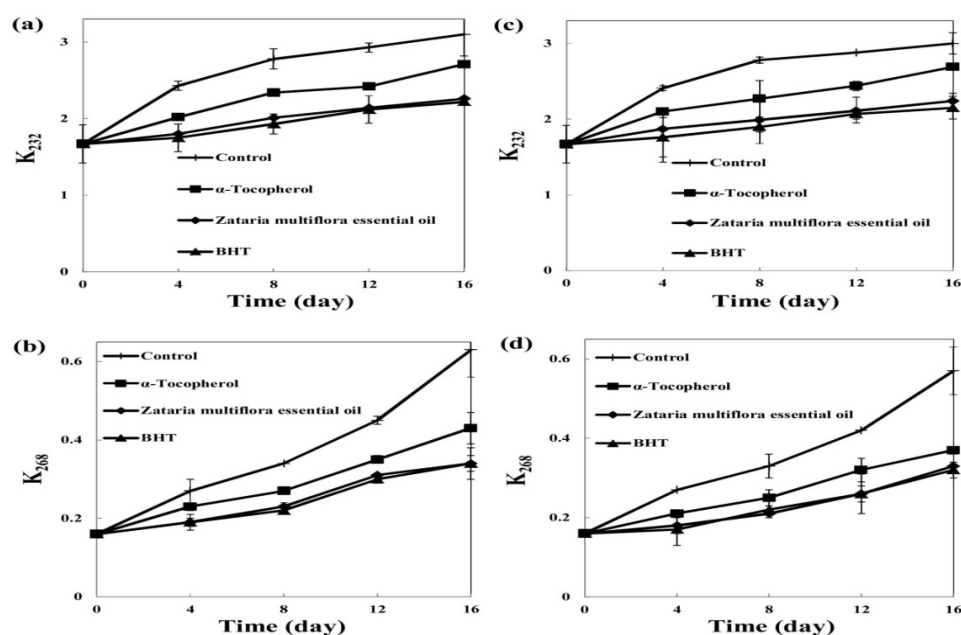 (a)
3
2
1
0
K232
Control
α-Tocopherol
Zataria multiflora essential oil
BHT
0 4 8 12 16
Time (day)
(c)
3
2
1
0
K232
Control
α-Tocopherol
Zataria multiflora essential oil
BHT
0 4 8 12 16
Time (day)
(b)
0.6
0.4
0.2
0
K268
Control
α-Tocopherol
Zataria multiflora essential oil
BHT
0 4 8 12 16
Time (day)
(d)
0.6
0.4
0.2
0
K268
Control
α-Tocopherol
Zataria multiflora essential oil
BHT
0 4 8 12 16
Time (day)